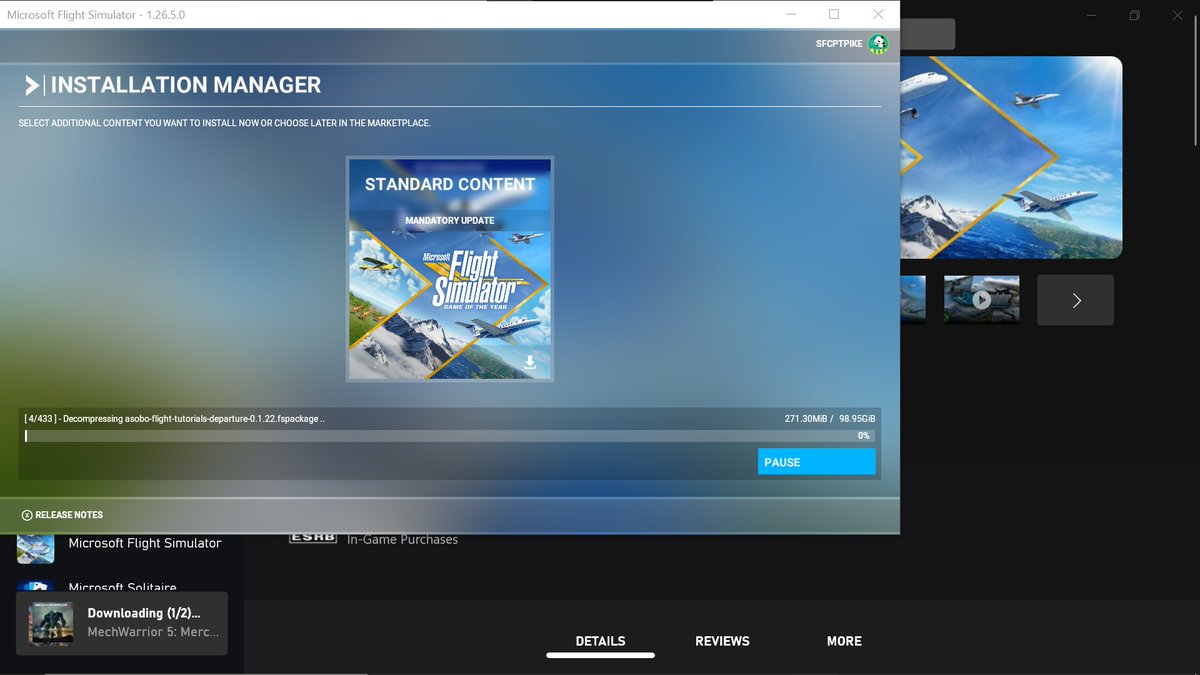 Microsoft Flight Simulator - 1.26.5.0
SFCPTPIKE
INSTALLATION MANAGER
SELECT ADDITIONAL CONTENT YOU WANT TO INSTALL NOW OR CHOOSE LATER IN THE MARKETPLACE.
STANDARD CONTENT
MANDATORY UPDATE
Microsoft
Flight
Simulator
GAME OF THE YEAR
[ 4/433 ] - Decompressing asobo-flight-tutorials-departure-0.1.22.fspackage ..
271.30MiB / 98.95GiB
0%
PAUSE
X RELEASE NOTES
Microsoft Flight Simulator
ESRB
In-Game Purchases
Microsoft Solitaire
Downloading (1/2)...
MechWarrior 5: Merc...
DETAILS
REVIEWS
MORE